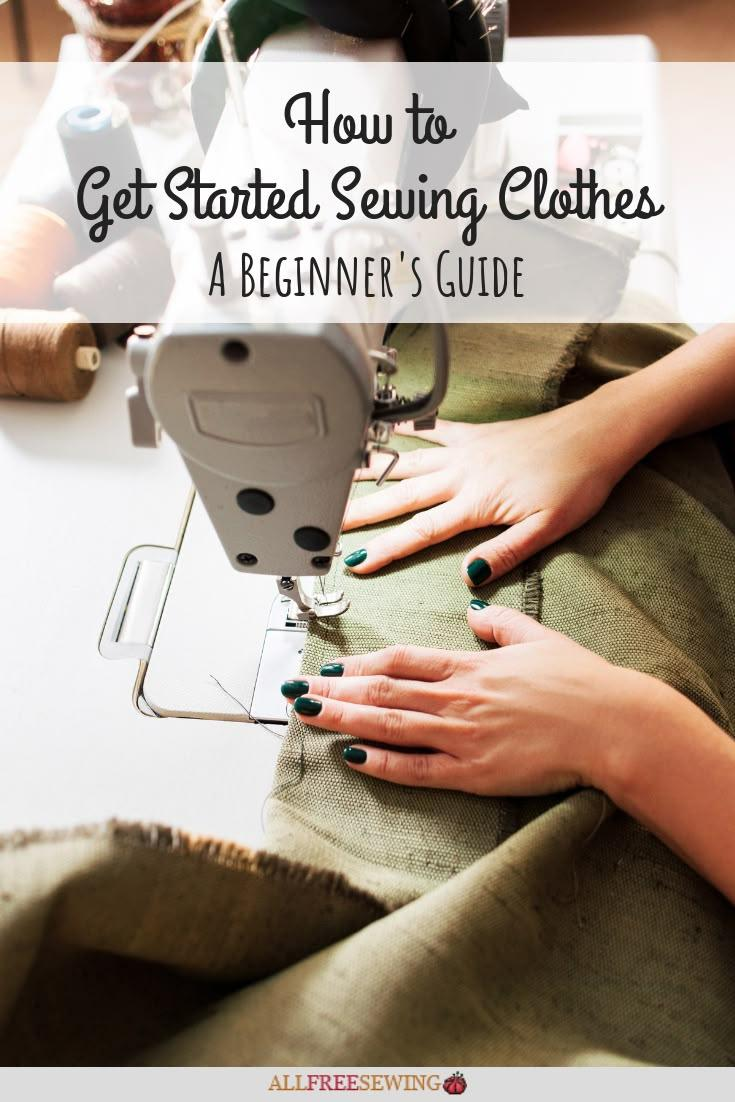 How to
Get Started Sewing Clothes
A Beginner's Guide
ALLFREESEWING